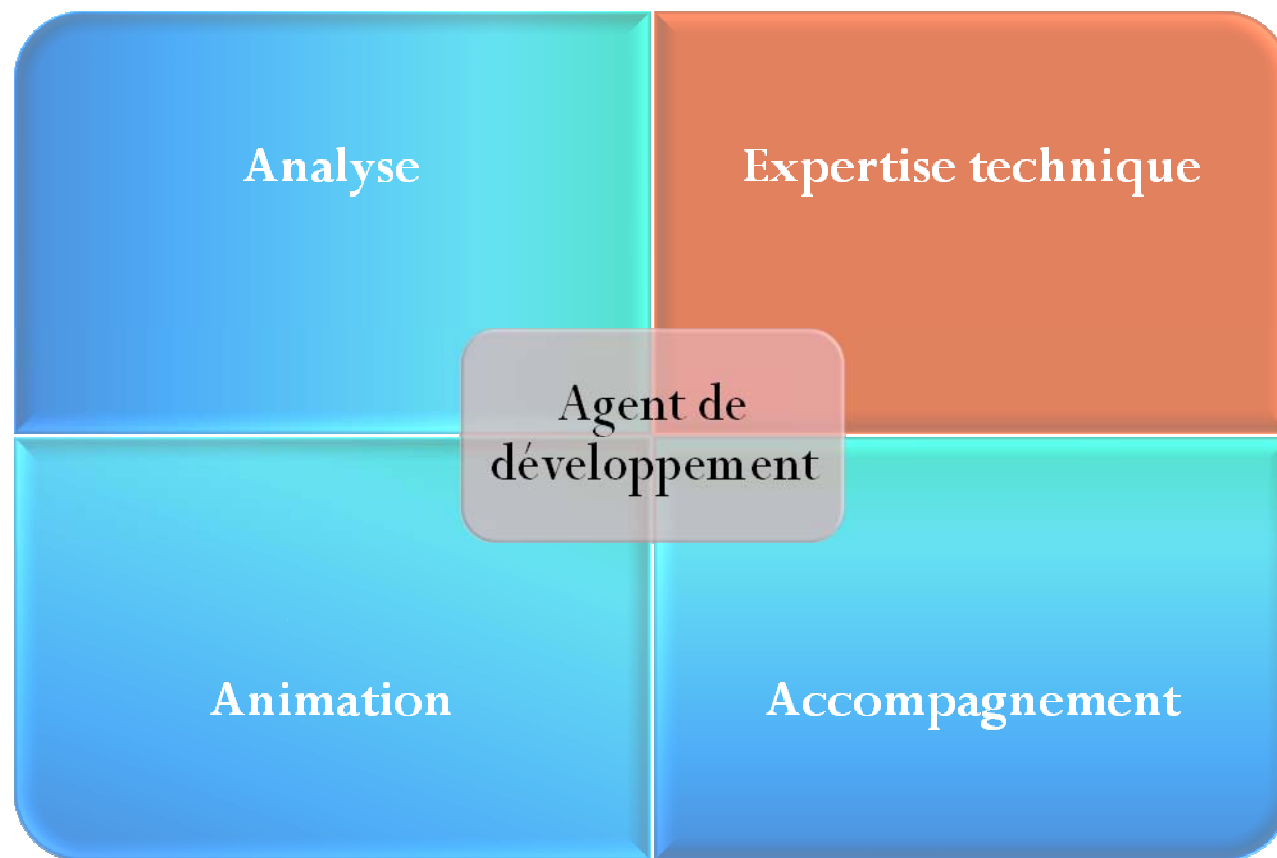 Analyse
Expertise technique
Agent de
développement
Animation
Accompagnement